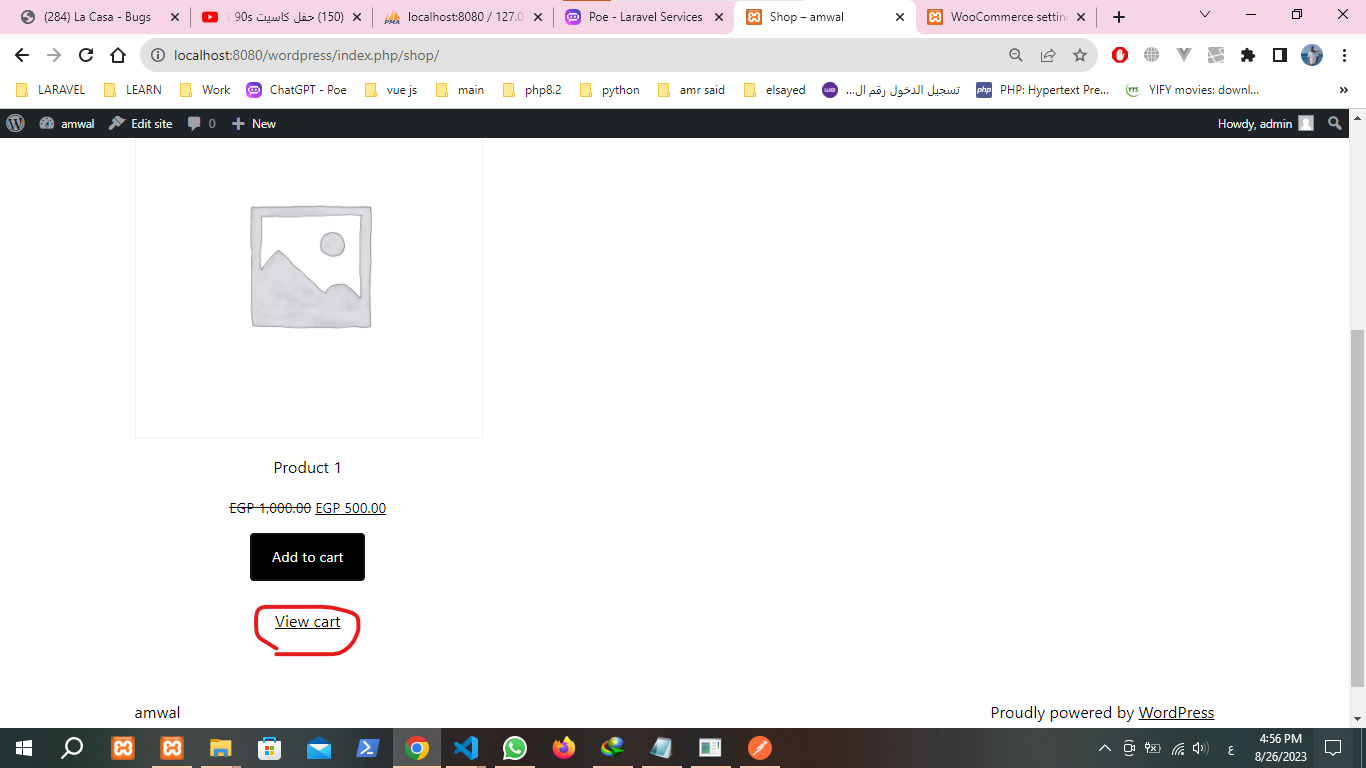 (284) La Casa - Bugs
(150) حفل كاسيت 90s
localhost:8080 / 127.0
Poe - Laravel Services
Shop – amwal
WooCommerce settin
localhost:8080/wordpress/index.php/shop/
LARAVEL
LEARN
Work
ChatGPT - Poe
vue js
main
php8.2
python
amr said
elsayed
تسجيل الدخول رقم ال...
PHP: Hypertext Pre...
YIFY movies: downl...
amwal
Edit site
0
New
Howdy, admin
Product 1
EGP 1,000.00 EGP 500.00
Add to cart
View cart
amwal
Proudly powered by WordPress
ع
4:56 PM
8/26/2023